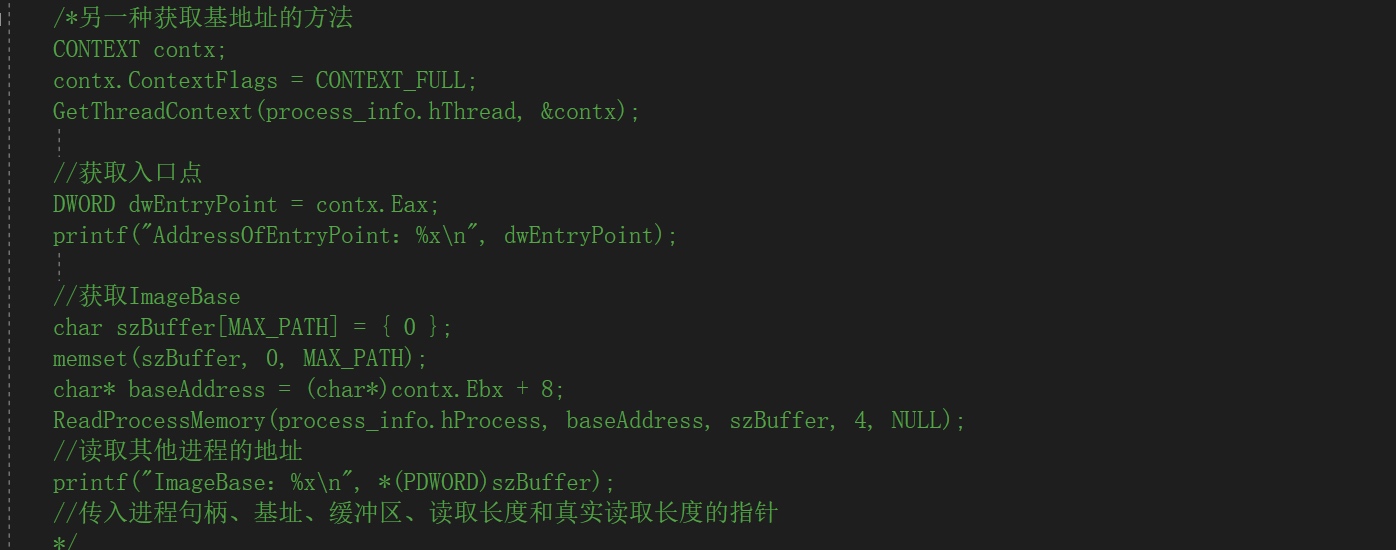 /*另一种获取基地址的方法
CONTEXT contx;
contx.ContextFlags = CONTEXT_FULL;
GetThreadContext(process_info.hThread, &contx);
//获取入口点
DWORD dwEntryPoint = contx.Eax;
printf("AddressOfEntryPoint: %x\n", dwEntryPoint);
//获取ImageBase
char szBuffer[MAX_PATH] = { 0 };
memset(szBuffer, 0, MAX_PATH);
char* baseAddress = (char*)contx.Ebx + 8;
ReadProcessMemory(process_info.hProcess, baseAddress, szBuffer, 4, NULL);
//读取其他进程的地址
printf("ImageBase: %x\n", *(PDWORD)szBuffer);
//传入进程句柄、基址、缓冲区、读取长度和真实读取长度的指针
*/